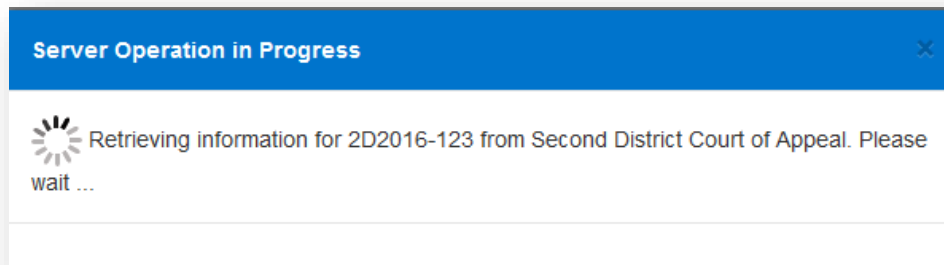 Server Operation in Progress
Retrieving information for 2D2016-123 from Second District Court of Appeal. Please
wait ...